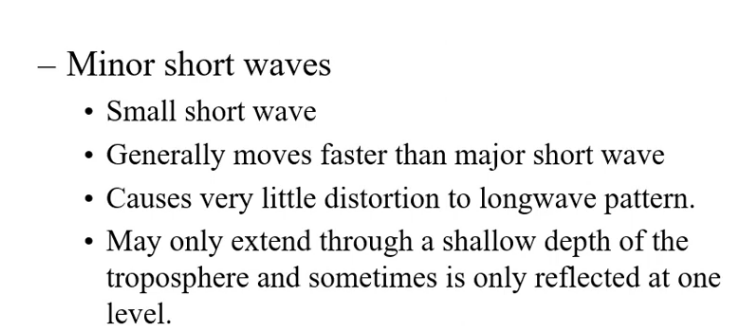 – Minor short waves
• Small short wave
• Generally moves faster than major short wave
• Causes very little distortion to longwave pattern.
• May only extend through a shallow depth of the
troposphere and sometimes is only reflected at one
level.